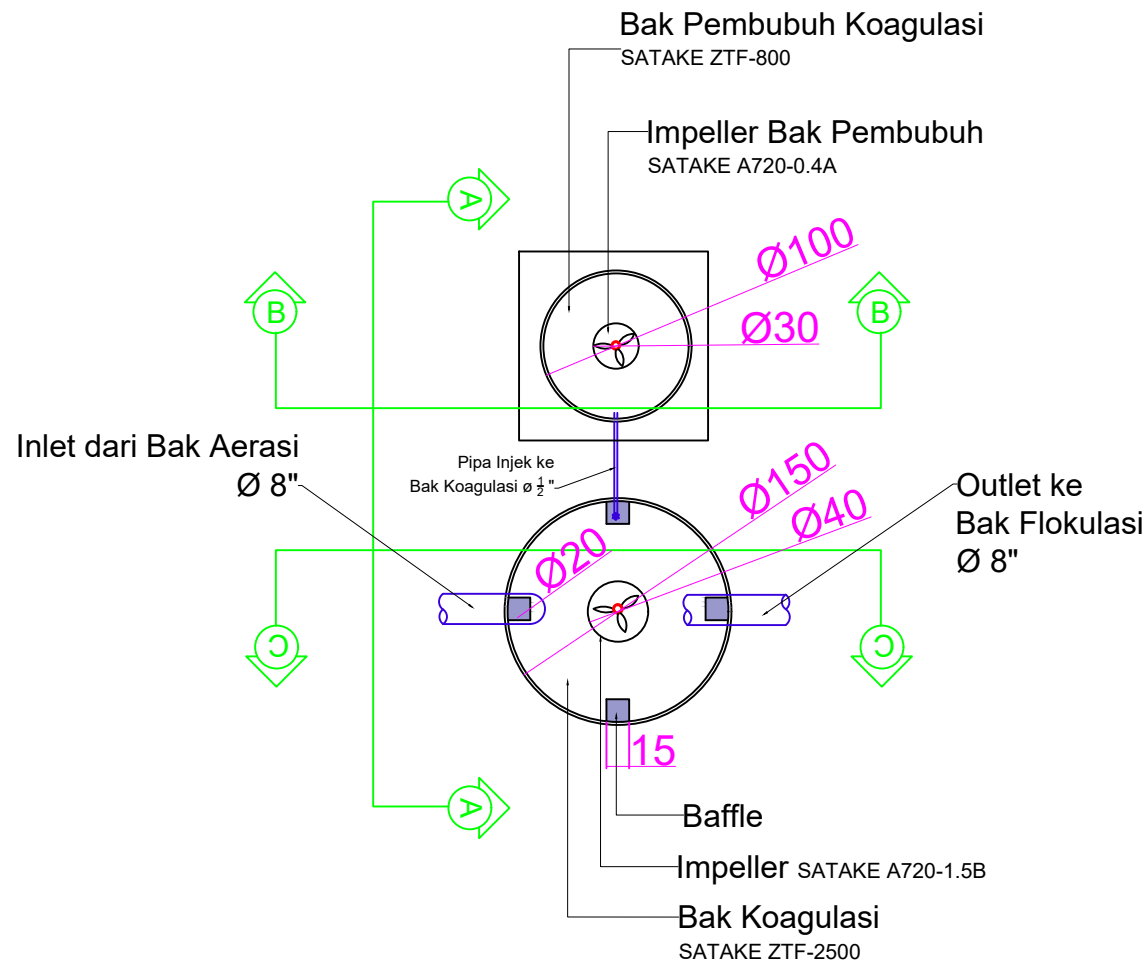 Bak Pembubuh Koagulasi
SATAKE ZTF-800
Impeller Bak Pembubuh
SATAKE A720-0.4A
A
Ø100
B
B
Ø30
Inlet dari Bak Aerasi
Ø 8"
Pipa Injek ke
Bak Koagulasi ø ½"
Ø150
Ø40
Outlet ke
Bak Flokulasi
Ø 8"
Ø20
C
C
15
A
Baffle
Impeller SATAKE A720-1.5B
Bak Koagulasi
SATAKE ZTF-2500